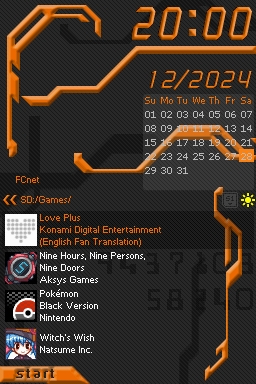 20:00
12/2024
Su Mo Tu We Th Fr Sa
01 02 03 04 05 06 07
08 09 10 11 12 13 14
15 16 17 18 19 20 21
22 23 24 25 26 27 28
29 30 31
FCnet
SD:/Games/
Love Plus
Konami Digital Entertainment
(English Fan Translation)
Nine Hours, Nine Persons,
Nine Doors
Aksys Games
Pokémon
Black Version
Nintendo
Witch's Wish
Natsume Inc.
start